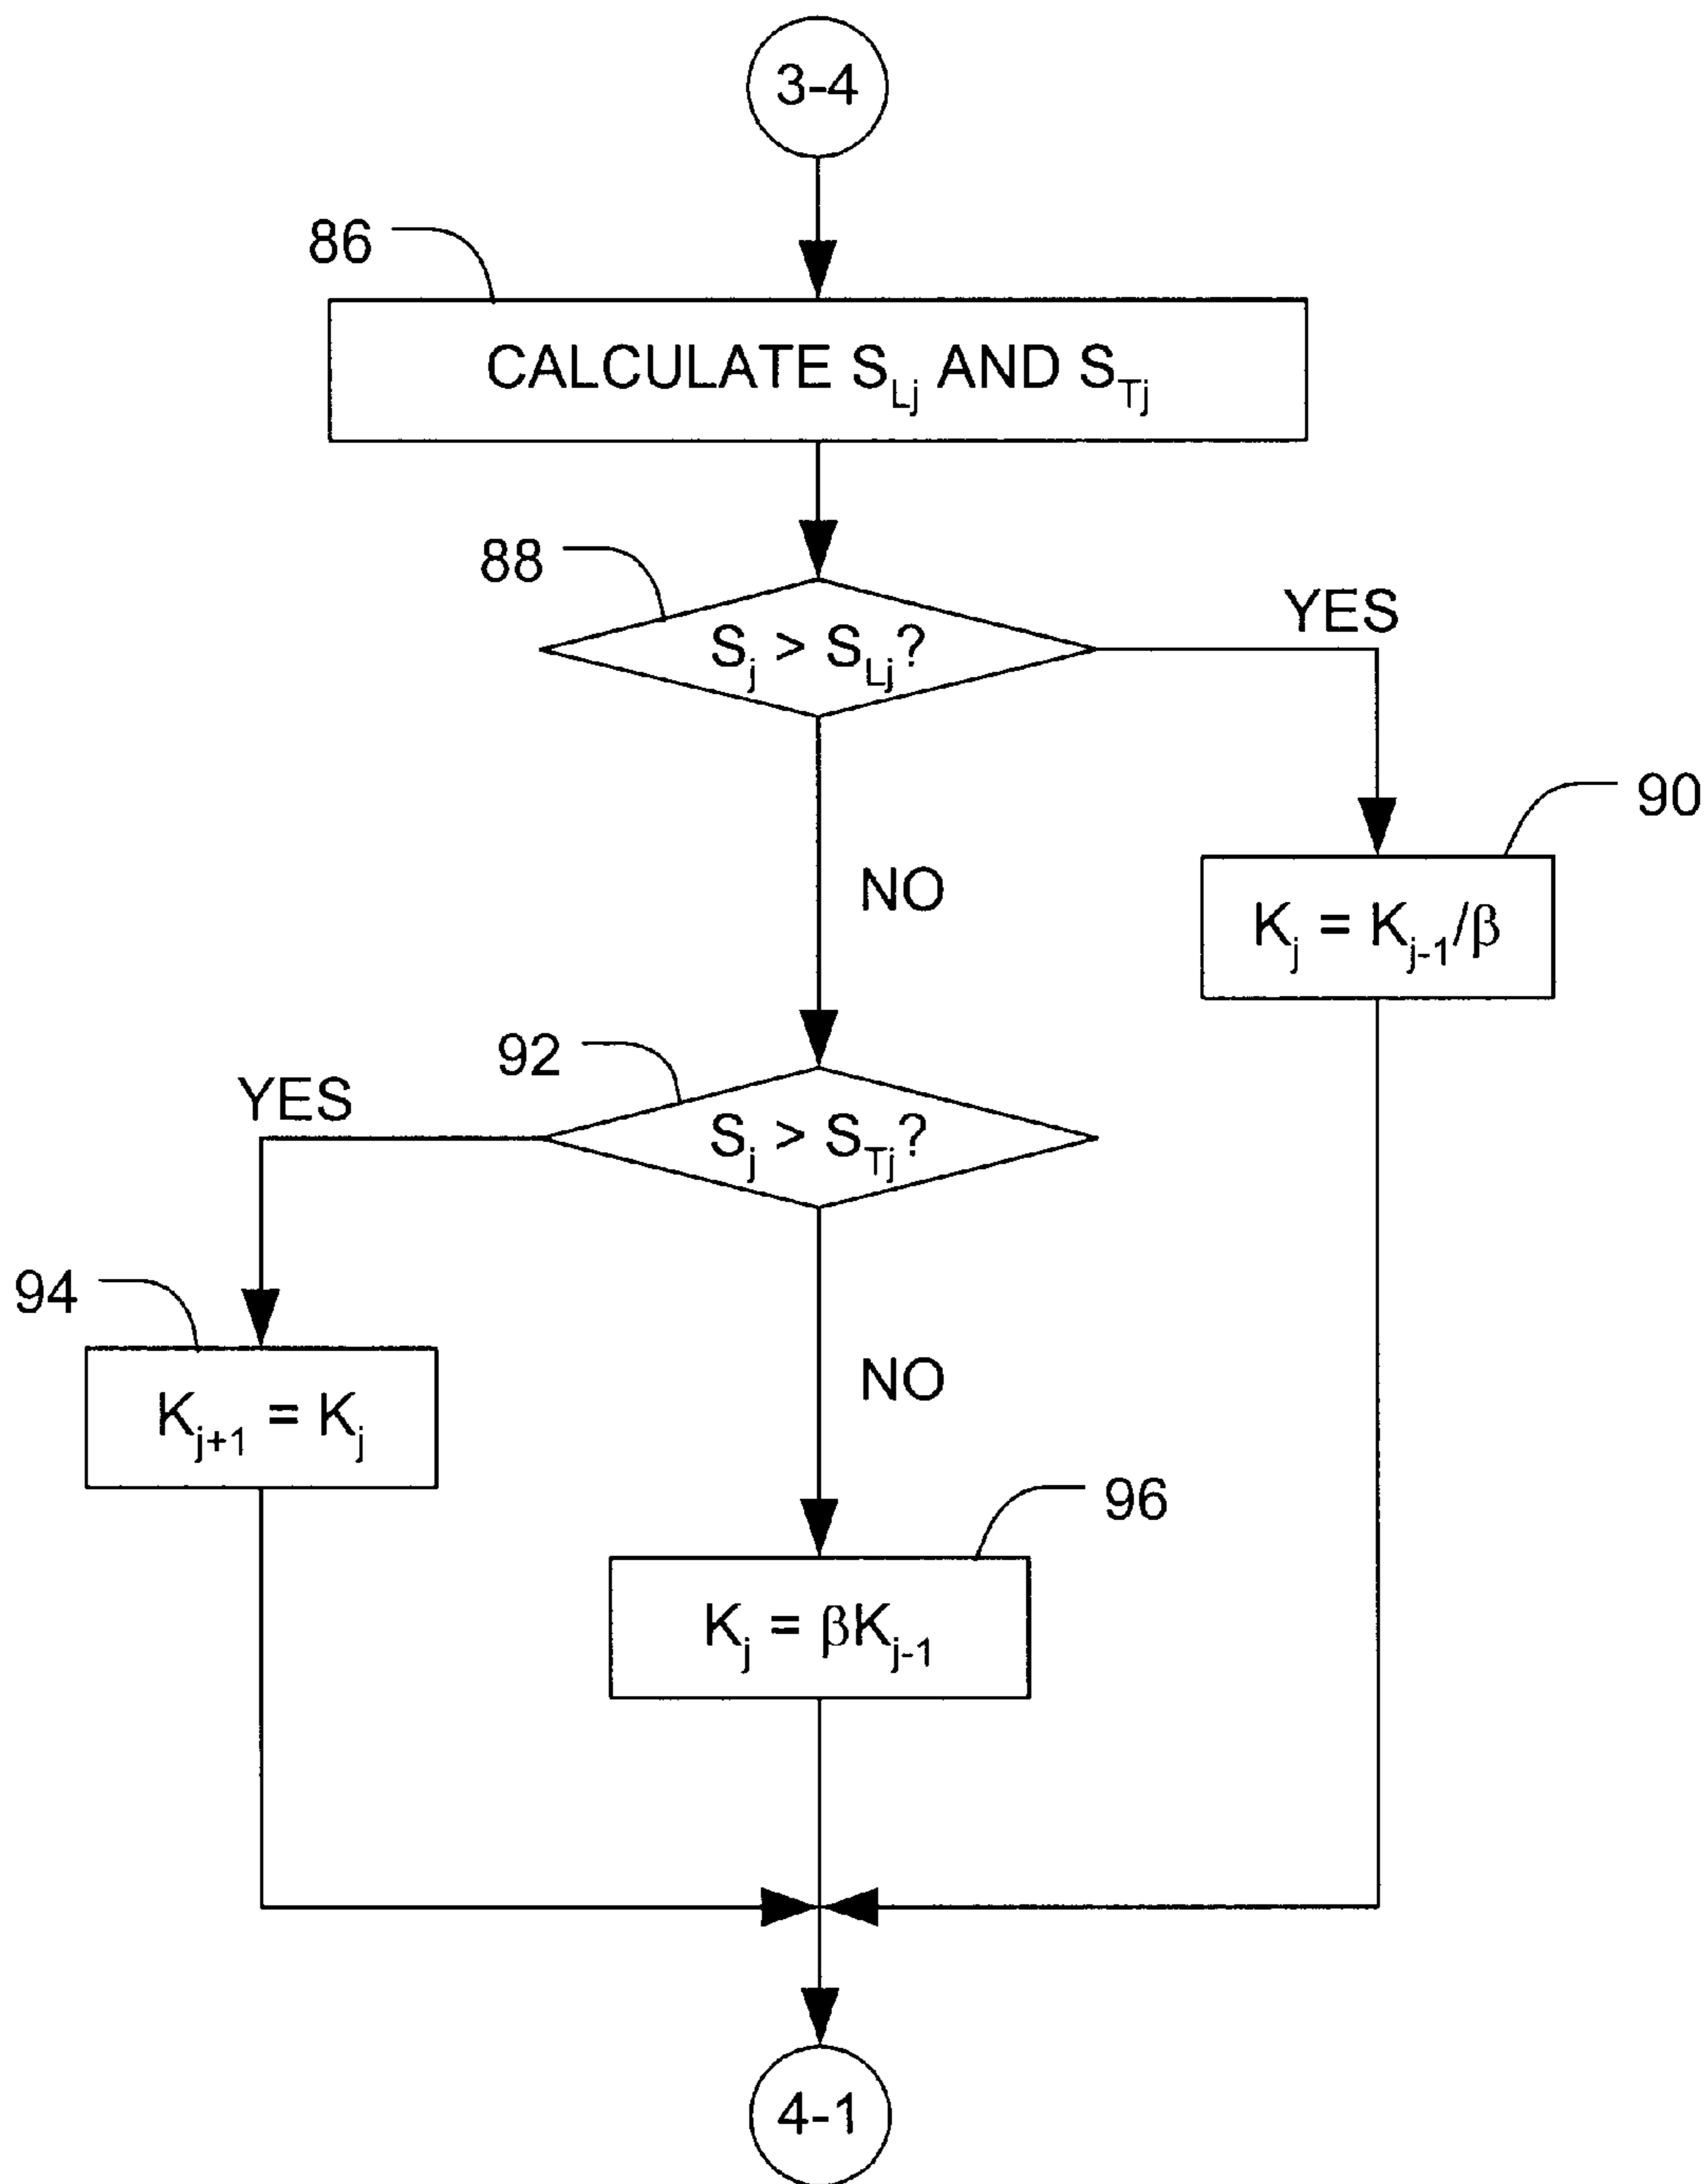 3-4
86
CALCULATE S_Lj AND S_Tj
88
S_j > S_Lj?
YES
90
NO
K_j = K_j-1/β
92
YES
S_j > S_Tj?
94
NO
K_j+1 = K_j
96
K_j = βK_j-1
4-1